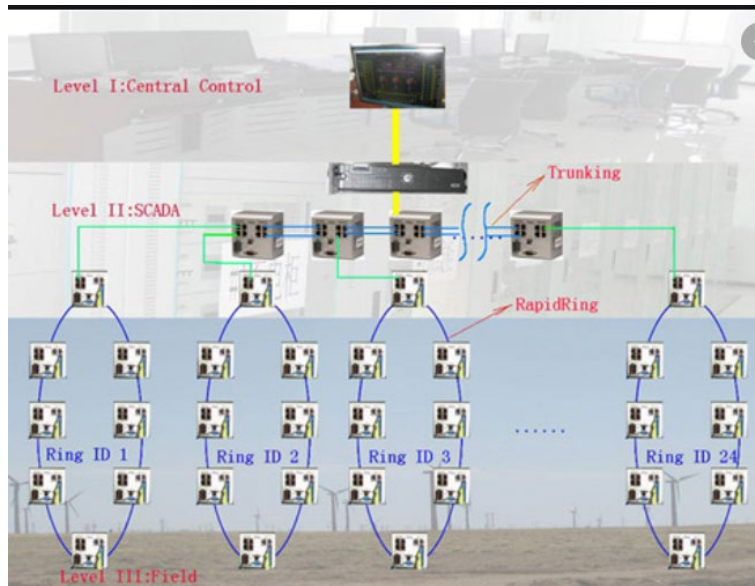 Level I:Central Control
Trunking
Level II:SCADA
RapidRing
Ring ID 1
Ring ID 2
Ring ID 3
Ring ID 24
Level III:Field